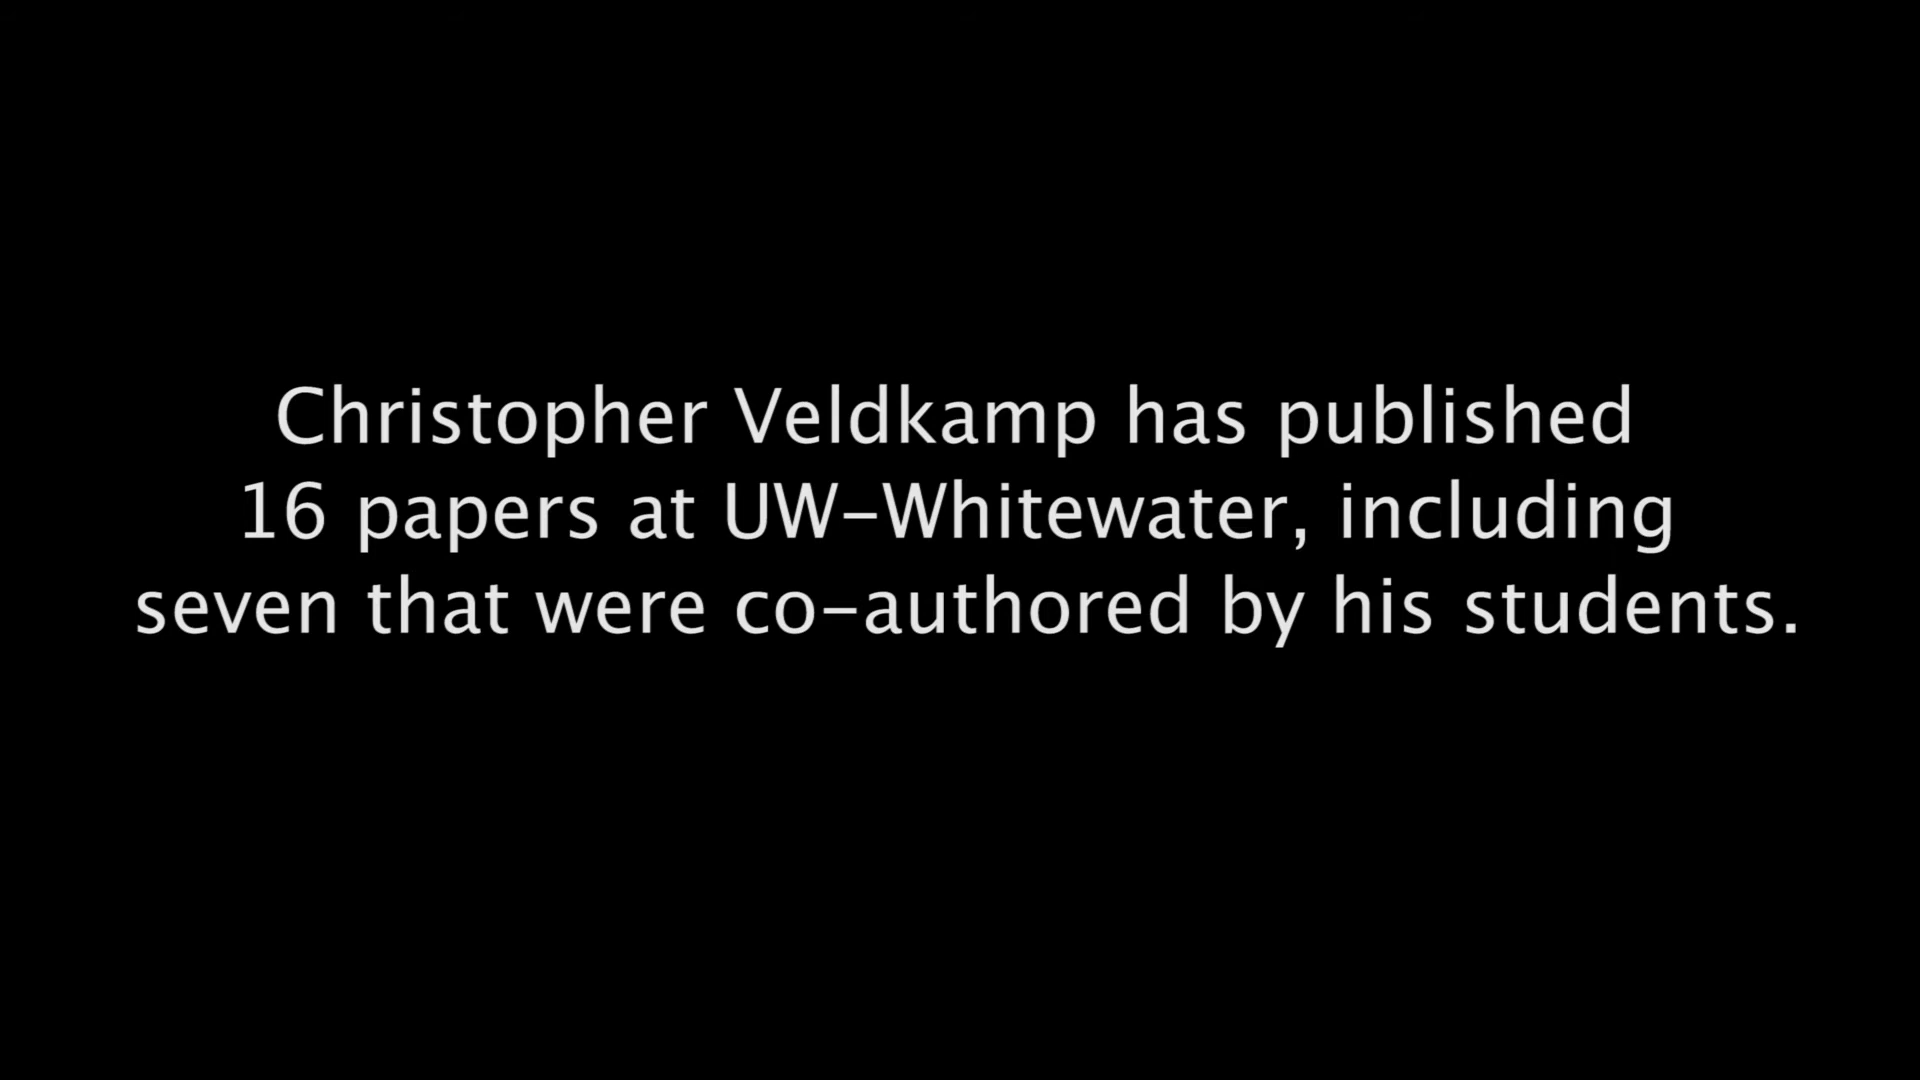 Christopher Veldkamp has published
16 papers at UW-Whitewater, including
seven that were co-authored by his students.